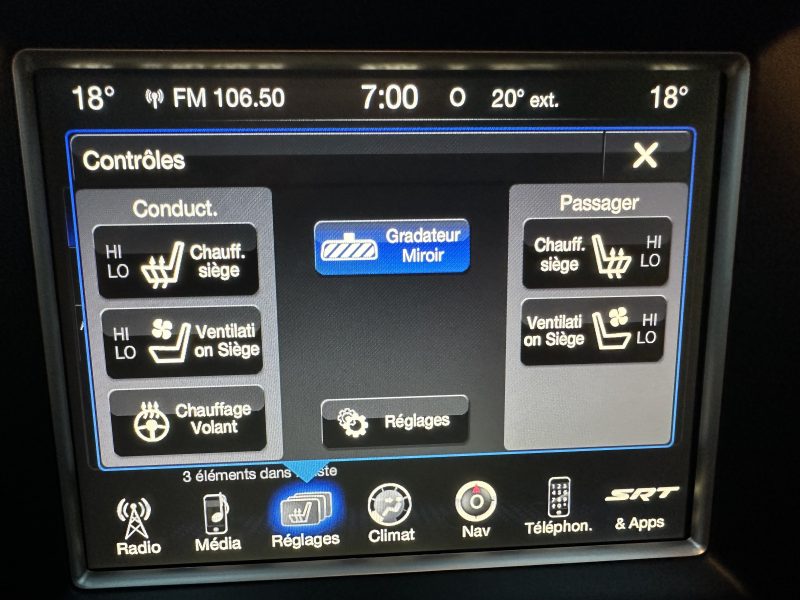 18° FM 106.50 7:00 O 20° ext. 18°
Contrôles X
Conduct.
HI
LO
Chauff.
siège
HI
LO
Ventilati
on Siège
Chauffage
Volant
Gradateur
Miroir
Réglages
Passager
Chauff.
siège
HI
LO
Ventilati
on Siège
HI
LO
3 éléments dans
Radio
Média
Réglages
Climat
Nav
Téléphon.
SRT
& Apps